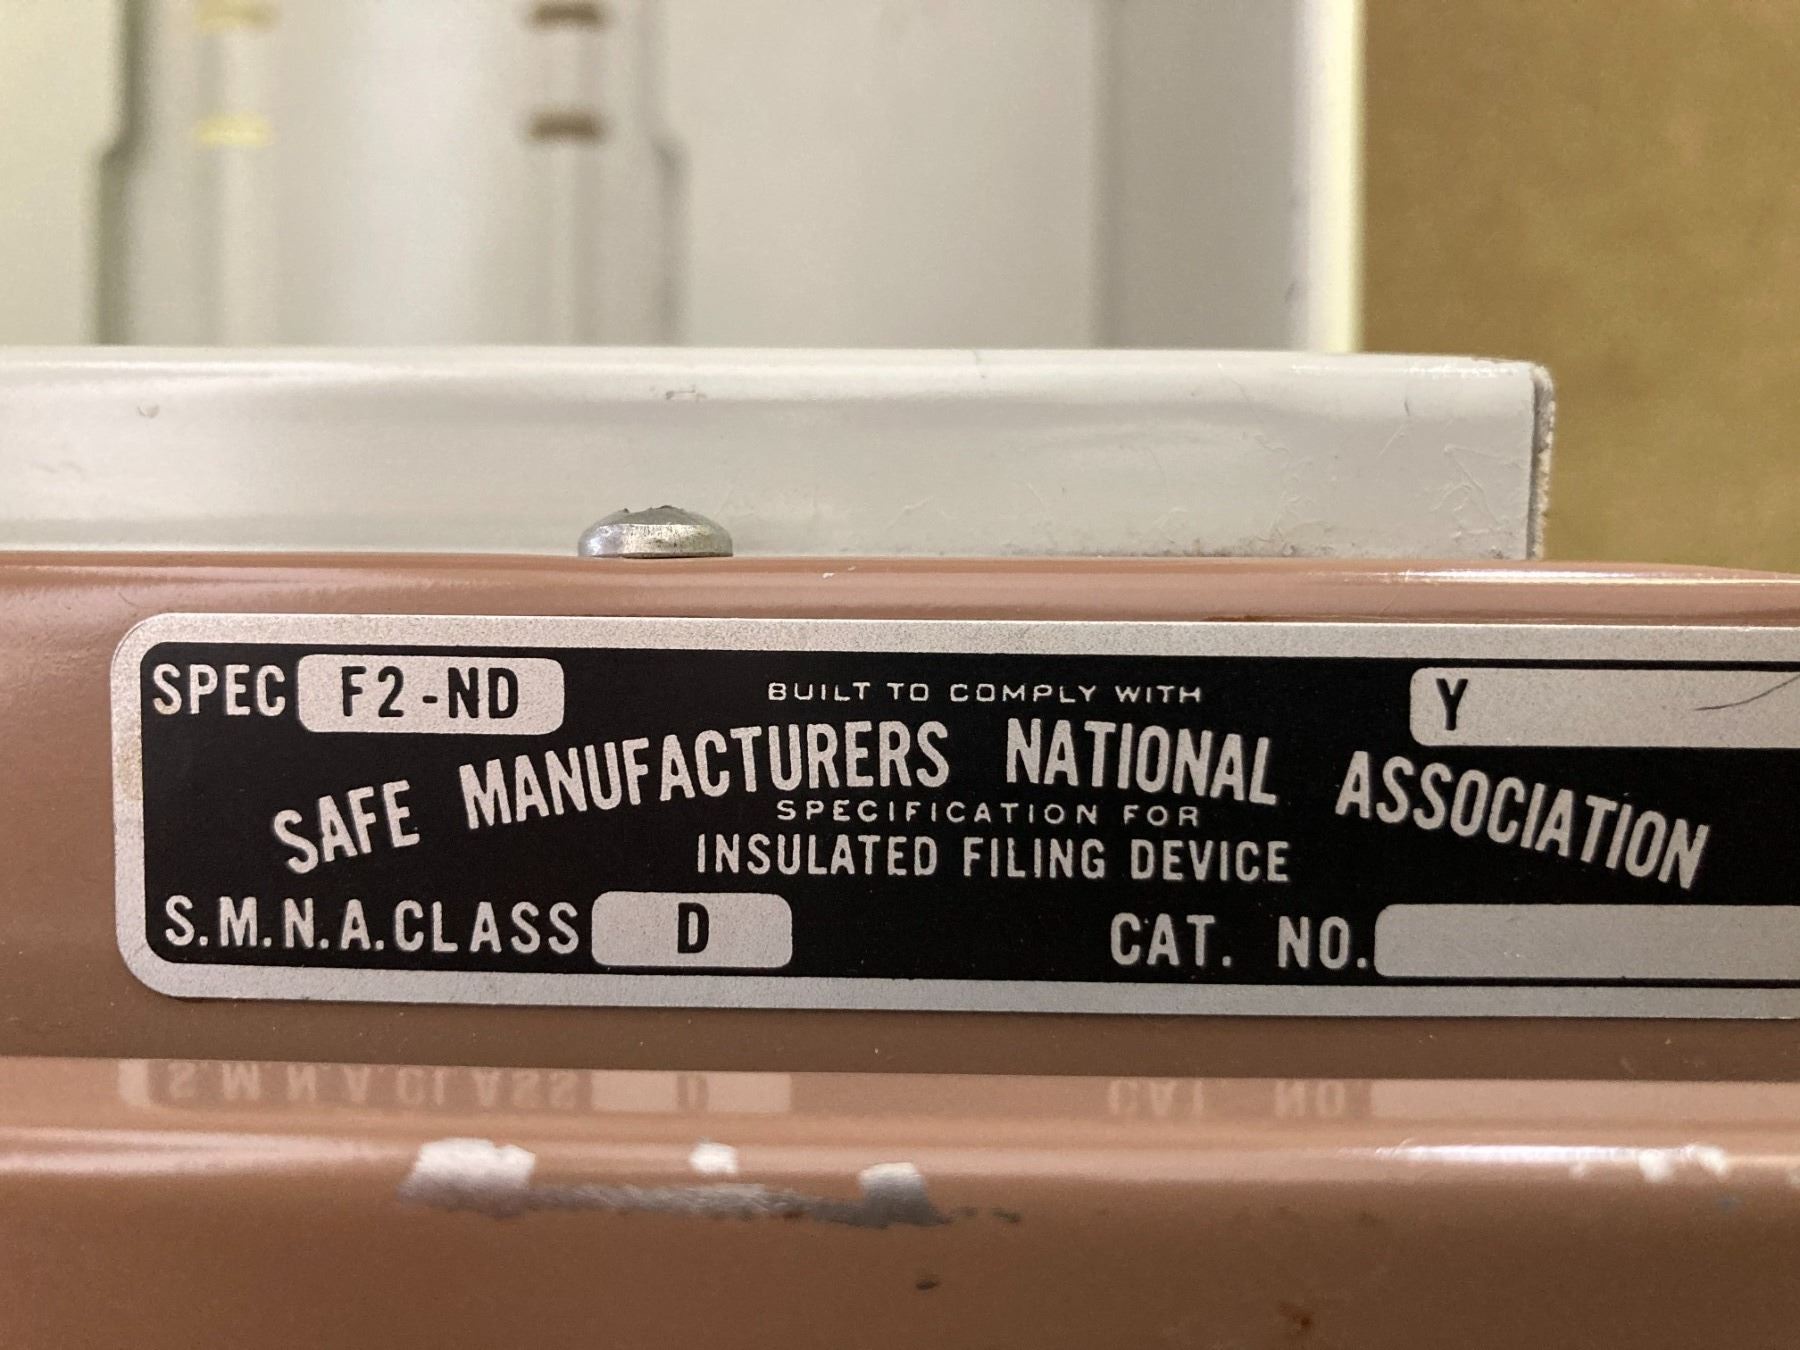 SPEC F2-ND
BUILT TO COMPLY WITH
Y
SAFE MANUFACTURERS NATIONAL ASSOCIATION
SPECIFICATION FOR
INSULATED FILING DEVICE
S.M.N.A. CLASS D
CAT. NO.